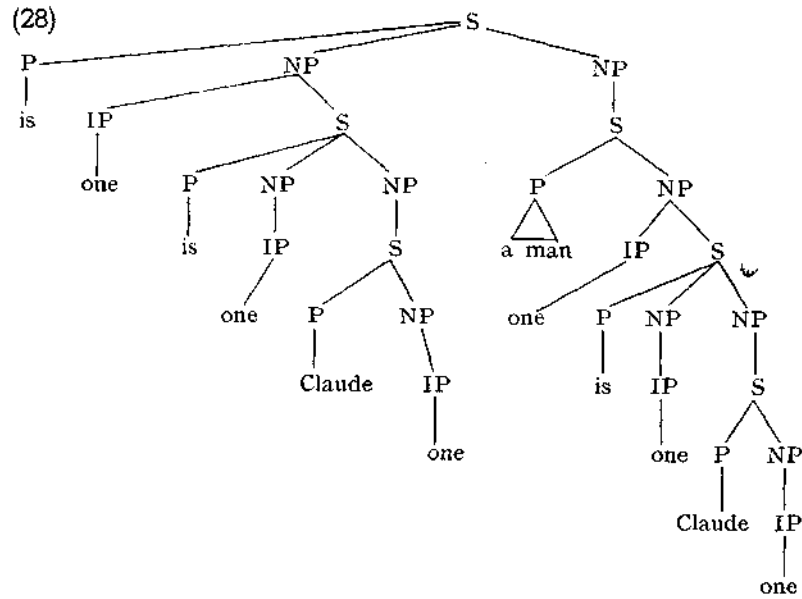 (28)
S
P NP NP
is IP S S
one P NP NP P NP
is IP S a man IP S
one P NP one P NP NP
Claude IP is IP S
one one P NP
Claude IP
one